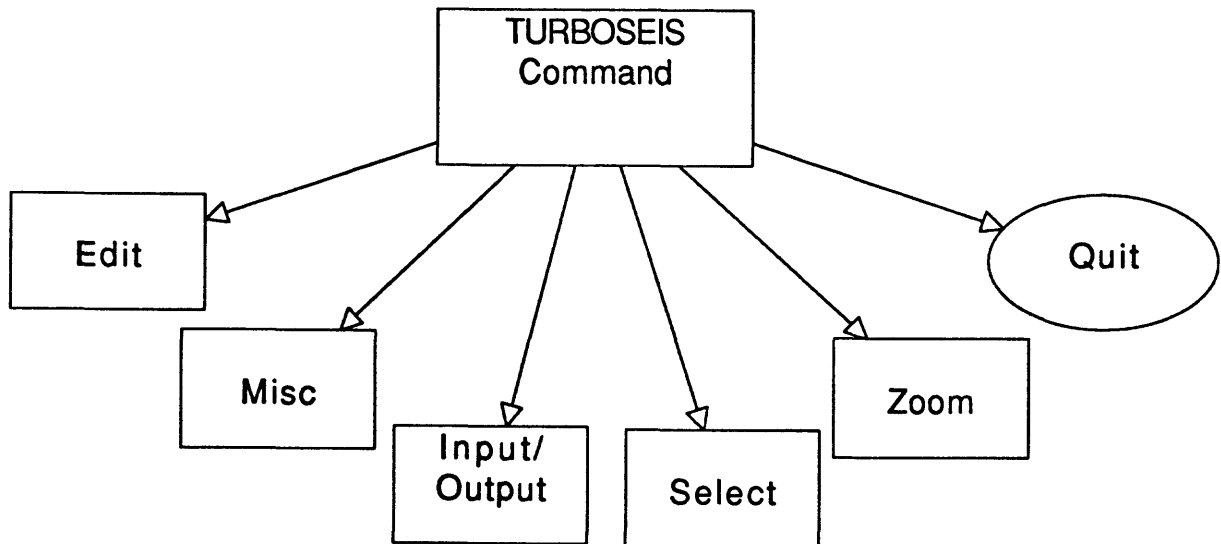 TURBOSEIS
Command
Edit
Quit
Misc
Zoom
Input/
Output
Select